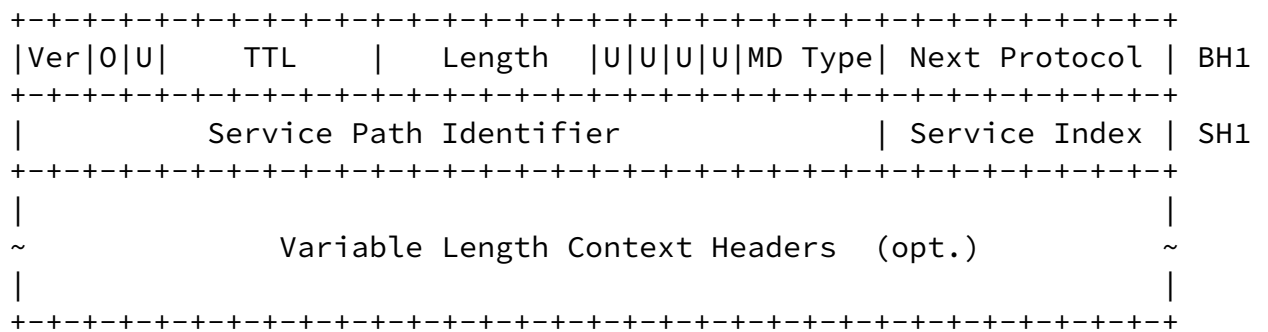 +-+-+-+-+-+-+-+-+-+-+-+-+-+-+-+-+-+-+-+-+-+-+-+-+-+-+-+-+-+-+-+-+
|Ver|O|U|    TTL    |   Length  |U|U|U|U|MD Type| Next Protocol | BH1
+-+-+-+-+-+-+-+-+-+-+-+-+-+-+-+-+-+-+-+-+-+-+-+-+-+-+-+-+-+-+-+-+
|          Service Path Identifier              | Service Index | SH1
+-+-+-+-+-+-+-+-+-+-+-+-+-+-+-+-+-+-+-+-+-+-+-+-+-+-+-+-+-+-+-+-+
|                                                               |
~              Variable Length Context Headers  (opt.)          ~
|                                                               |
+-+-+-+-+-+-+-+-+-+-+-+-+-+-+-+-+-+-+-+-+-+-+-+-+-+-+-+-+-+-+-+-+